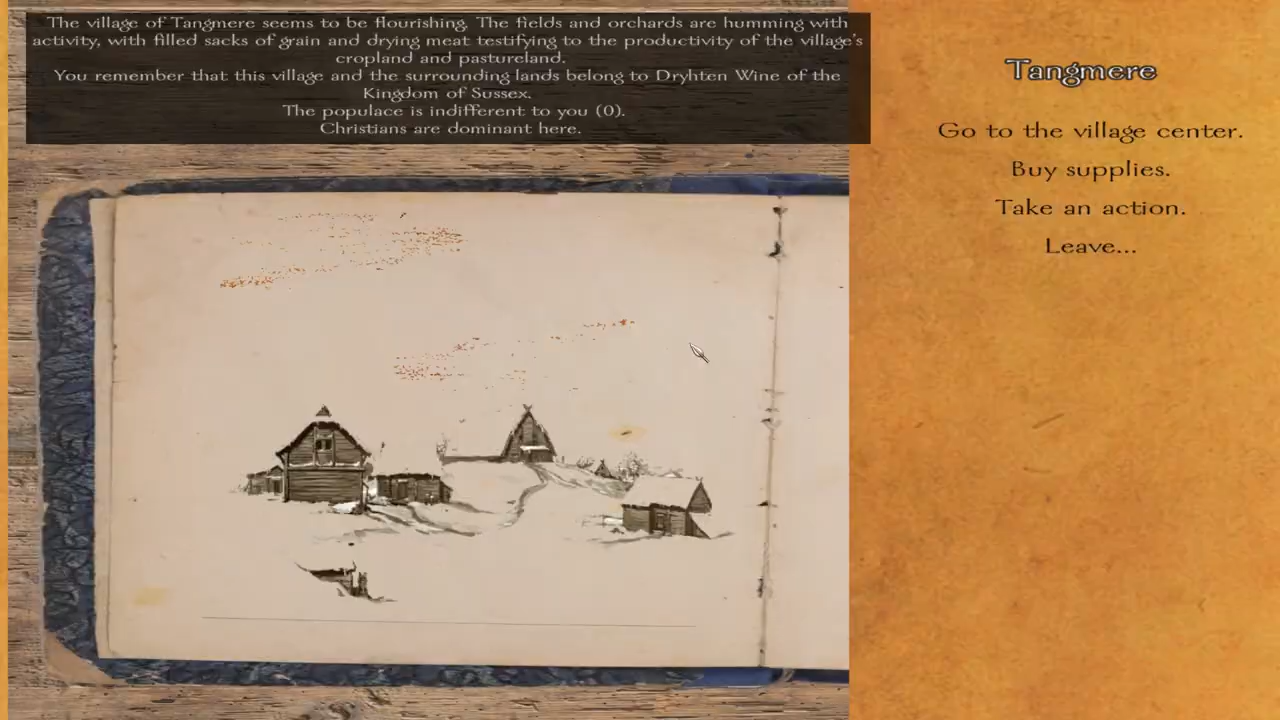 The village of Tangmere seems to be flourishing. The fields and orchards are humming with
activity, with filled sacks of grain and drying meat testifying to the productivity of the village's
cropland and pastureland.
You remember that this village and the surrounding lands belong to Dryhten Wine of the
Kingdom of Sussex.
The populace is indifferent to you (0).
Christians are dominant here.
Tangmere
Go to the village center.
Buy supplies.
Take an action.
Leave...